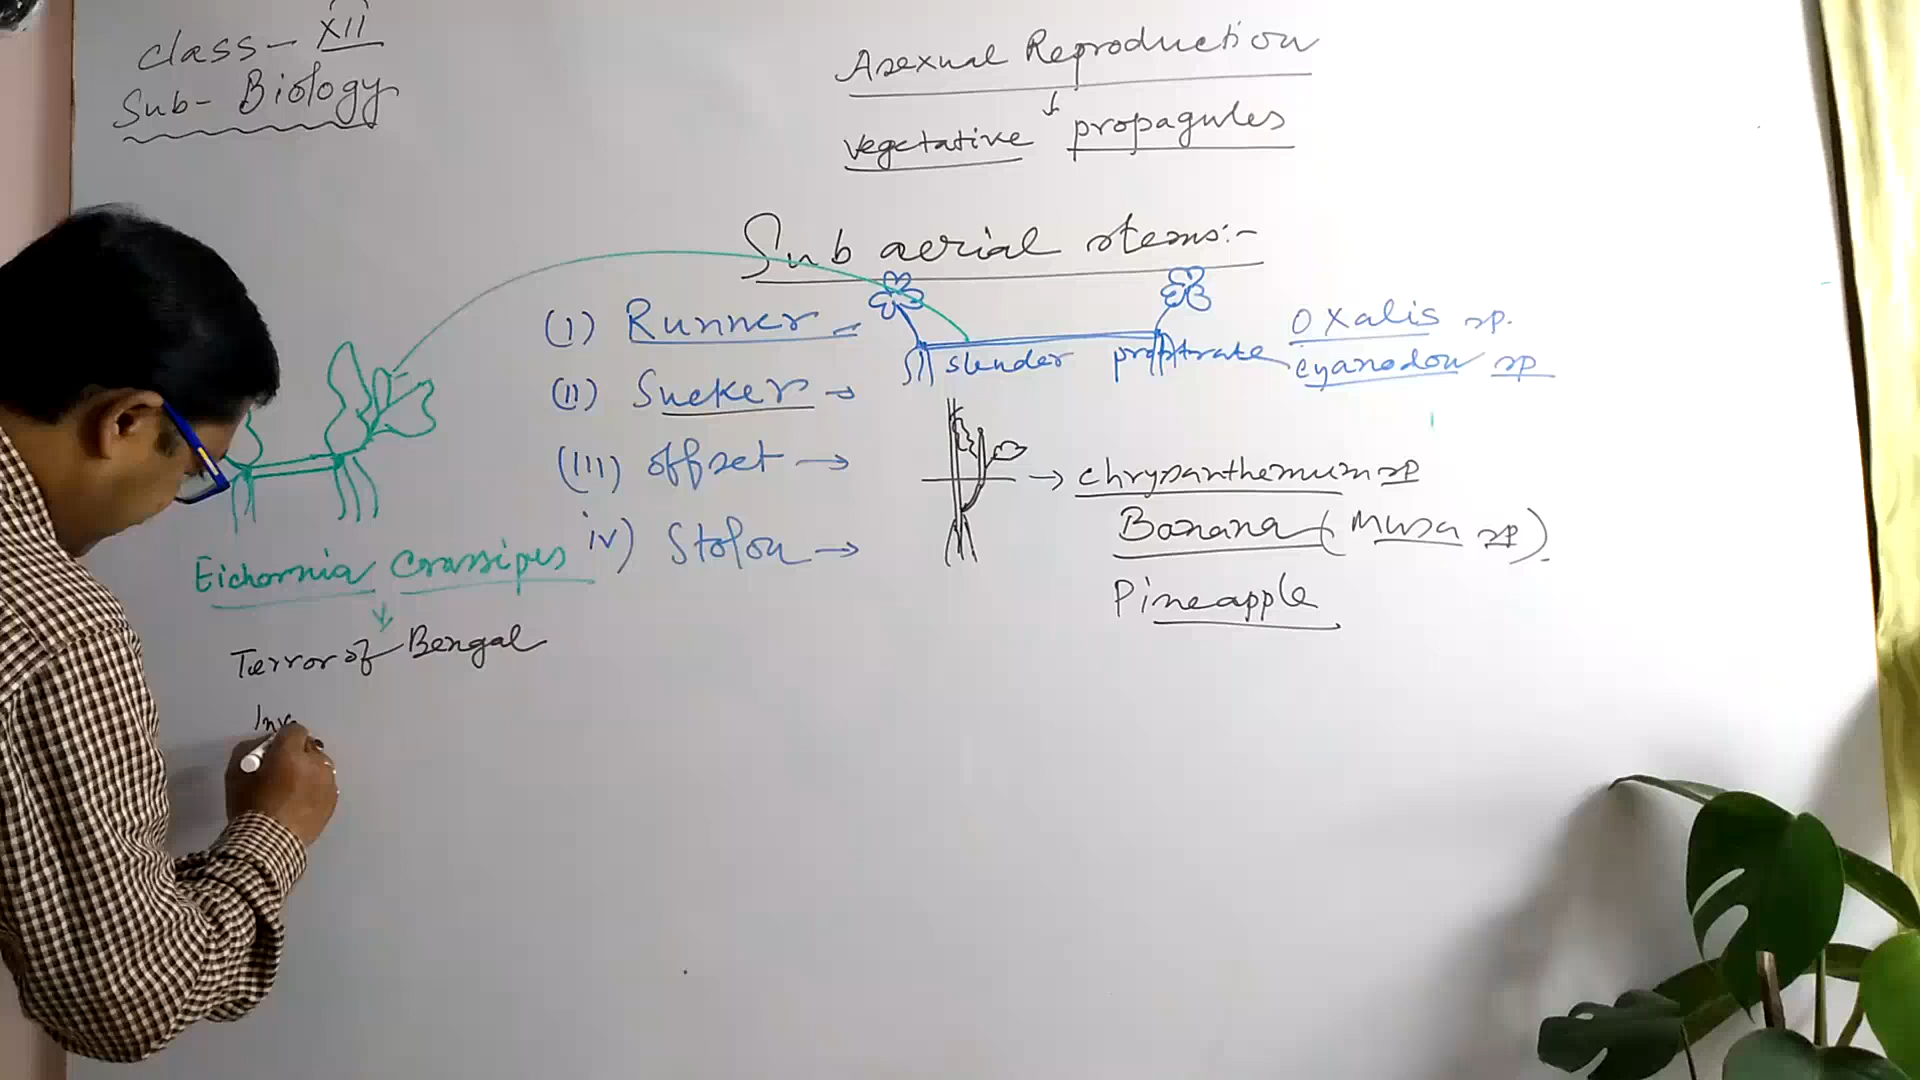 Class - XII
Sub - Biology
Asexual Reproduction
vegetative propagules
Sub aerial stems:-
(I) Runner
slender prostrate
Oxalis sp.
cyanodon sp
(II) Sucker →
(III) offset →
iv) Stolon →
→ chrysanthemum sp
Banana (Musa sp).
Pineapple
Eichornia Crassipes
Terror of Bengal
Inv